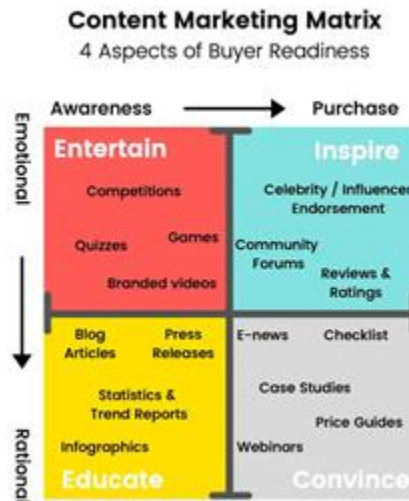 Content Marketing Matrix
4 Aspects of Buyer Readiness
Awareness
Purchase
Emotional
Rational
Entertain
Competitions
Quizzes
Games
Branded videos
Inspire
Celebrity / Influencer
Endorsement
Community
Forums
Reviews &
Ratings
Blog
Articles
Press
Releases
Statistics &
Trend Reports
Infographics
Educate
E-news
Checklist
Case Studies
Price Guides
Webinars
Convince